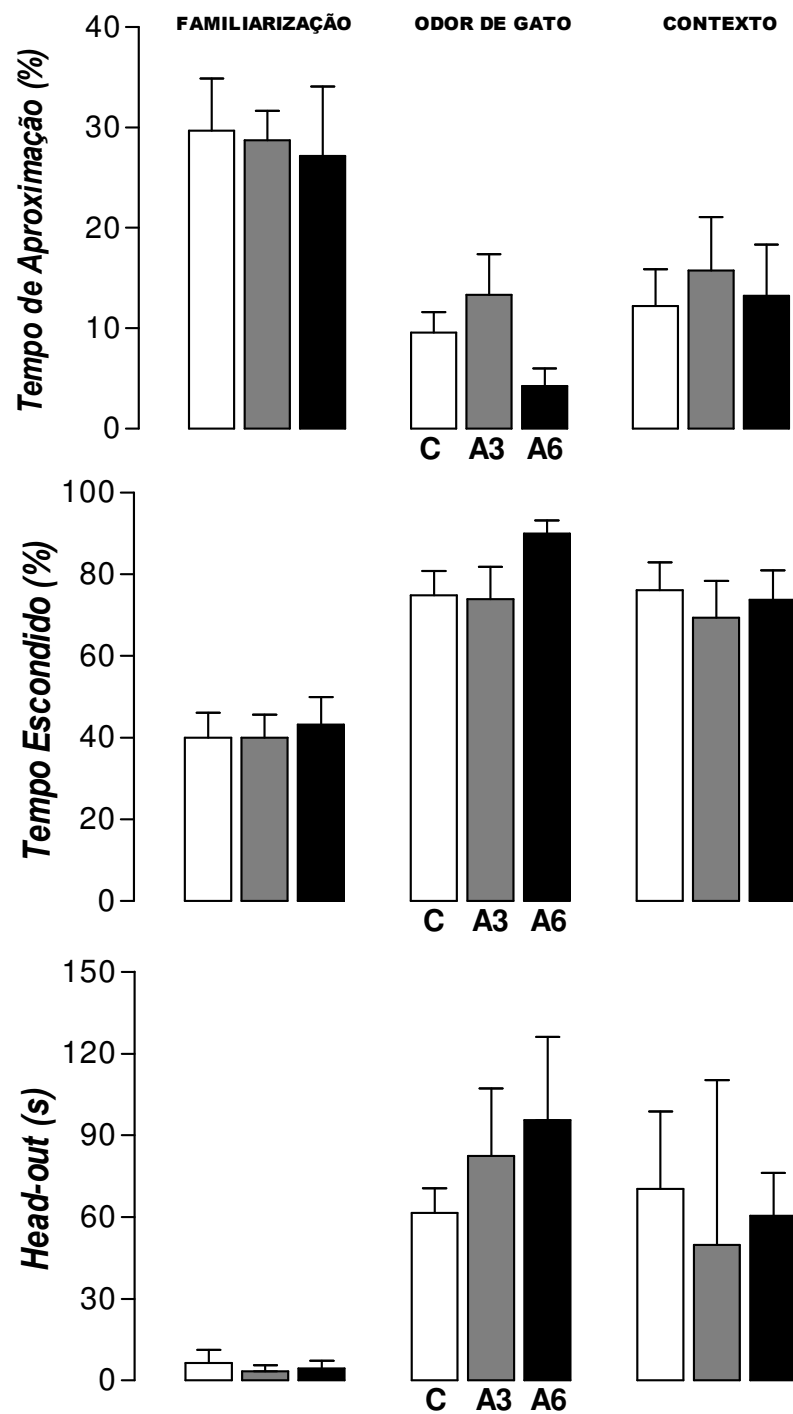 FAMILIARIZAÇÃO ODOR DE GATO CONTEXTO
Tempo de Aproximação (%)
40
30
20
10
0
C A3 A6
Tempo Escondido (%)
100
80
60
40
20
0
C A3 A6
Head-out (s)
150
120
90
60
30
0
C A3 A6